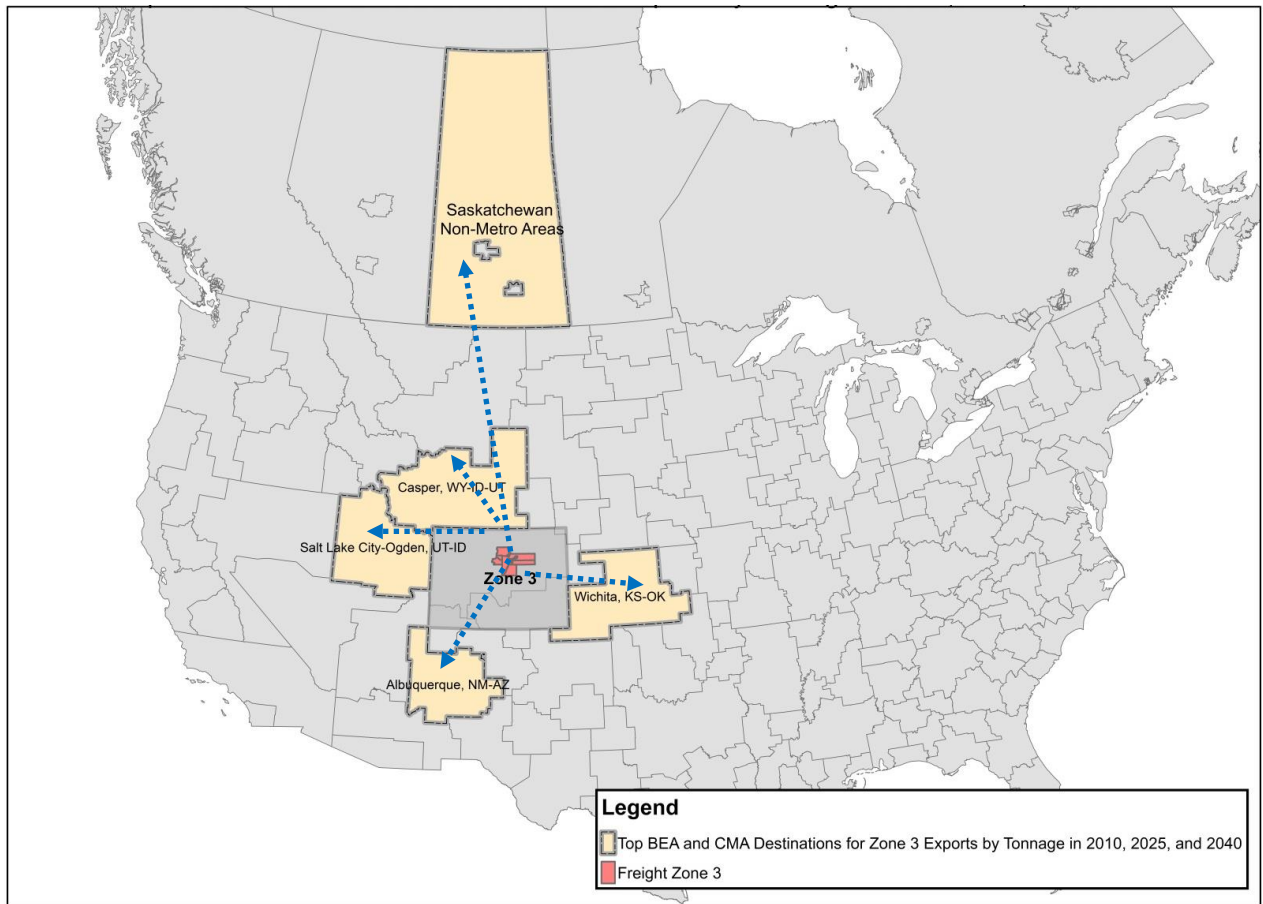 Saskatchewan
Non-Metro Areas
Casper, WY-ID-UT
Salt Lake City-Ogden, UT-ID
Zone 3
Wichita, KS-OK
Albuquerque, NM-AZ
Legend
Top BEA and CMA Destinations for Zone 3 Exports by Tonnage in 2010, 2025, and 2040
Freight Zone 3